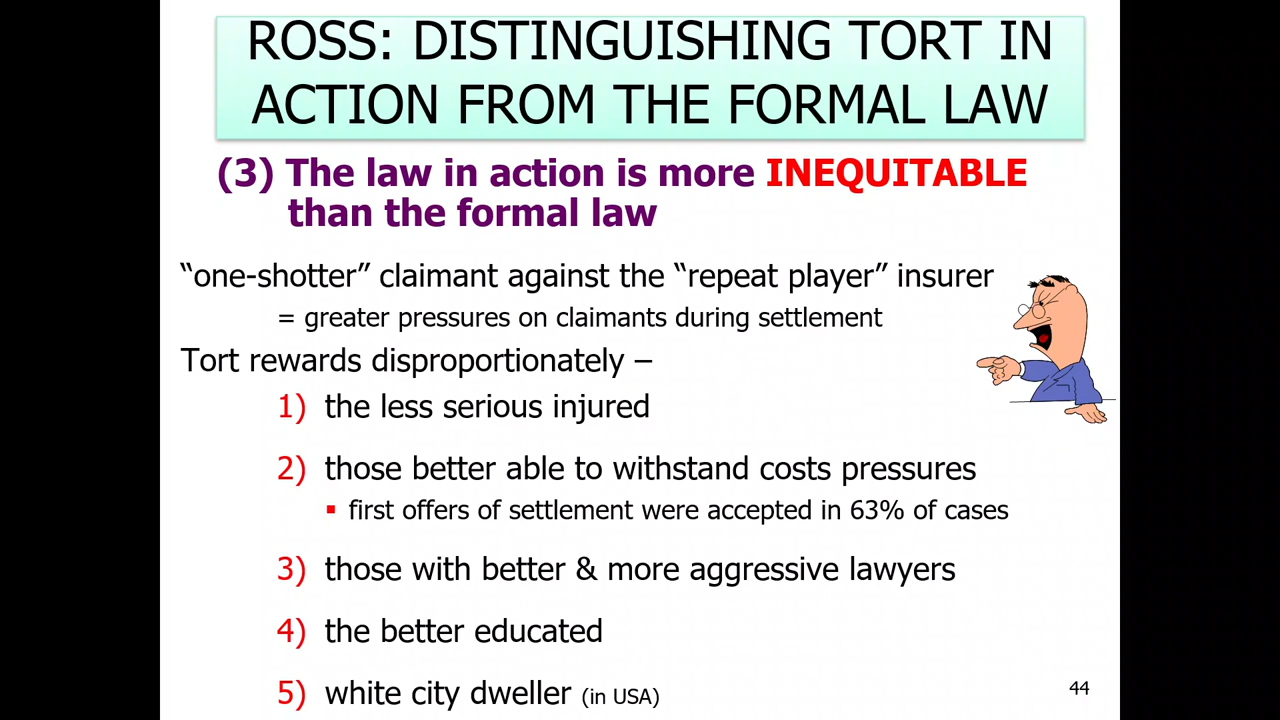 ROSS: DISTINGUISHING TORT IN
ACTION FROM THE FORMAL LAW
(3) The law in action is more INEQUITABLE
than the formal law
“one-shotter” claimant against the “repeat player” insurer
= greater pressures on claimants during settlement
Tort rewards disproportionately –
1) the less serious injured
2) those better able to withstand costs pressures
▪ first offers of settlement were accepted in 63% of cases
3) those with better & more aggressive lawyers
4) the better educated
5) white city dweller (in USA)
44